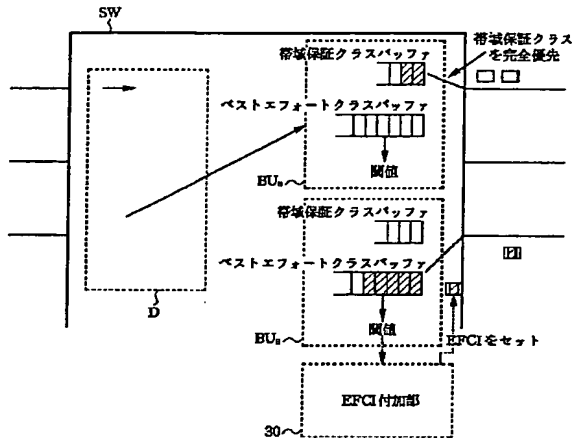 SW
帯域保証クラスバッファ
帯域保証クラス
を完全優先
ベストエフォートクラスバッファ
閾値
BUn
帯域保証クラスバッファ
ベストエフォートクラスバッファ
D
閾値
BUn
EFCIをセット
EFCI付加部
30